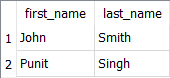 first_name last_name
1 John Smith
2 Punit Singh